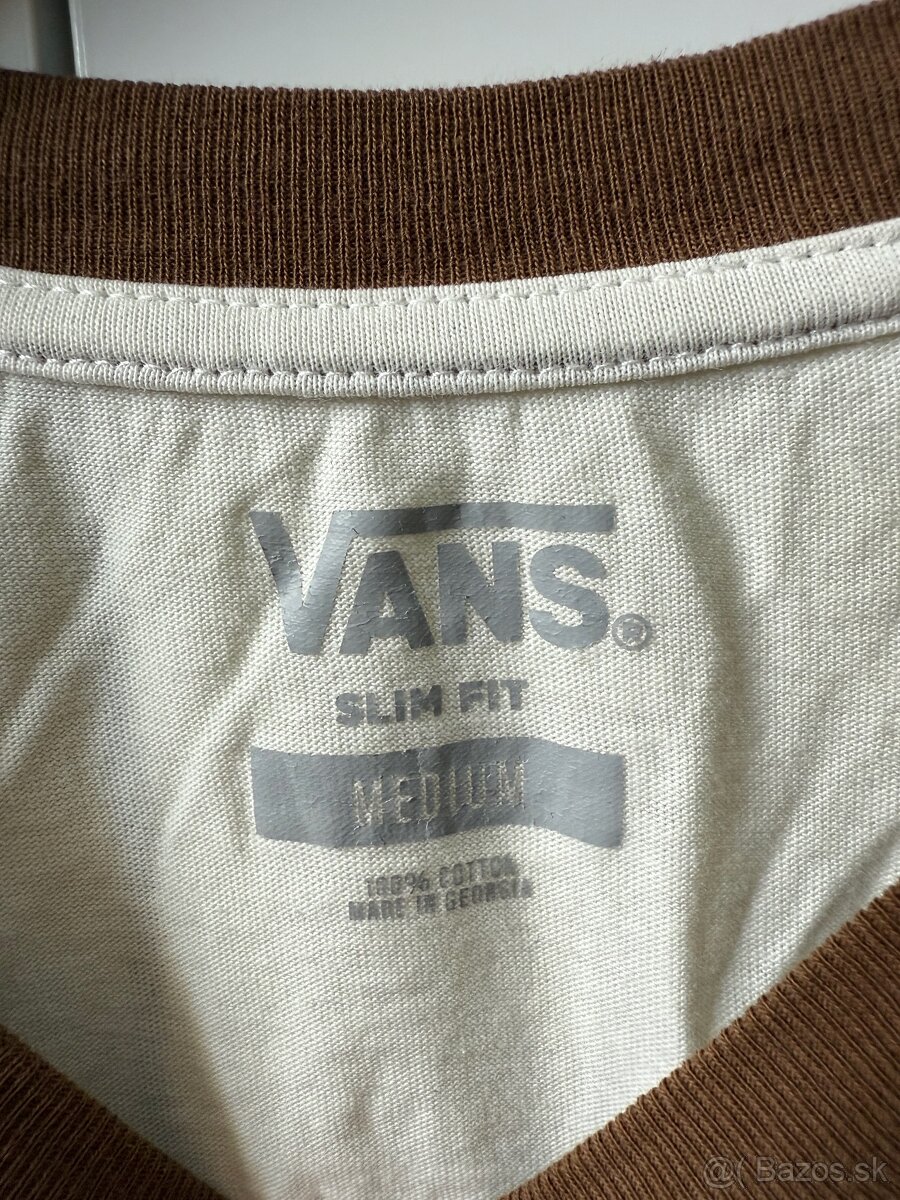 VANS®
SLIM FIT
MEDIUM
100% COTTON
MADE IN GEORGIA
@( Bazos.sk